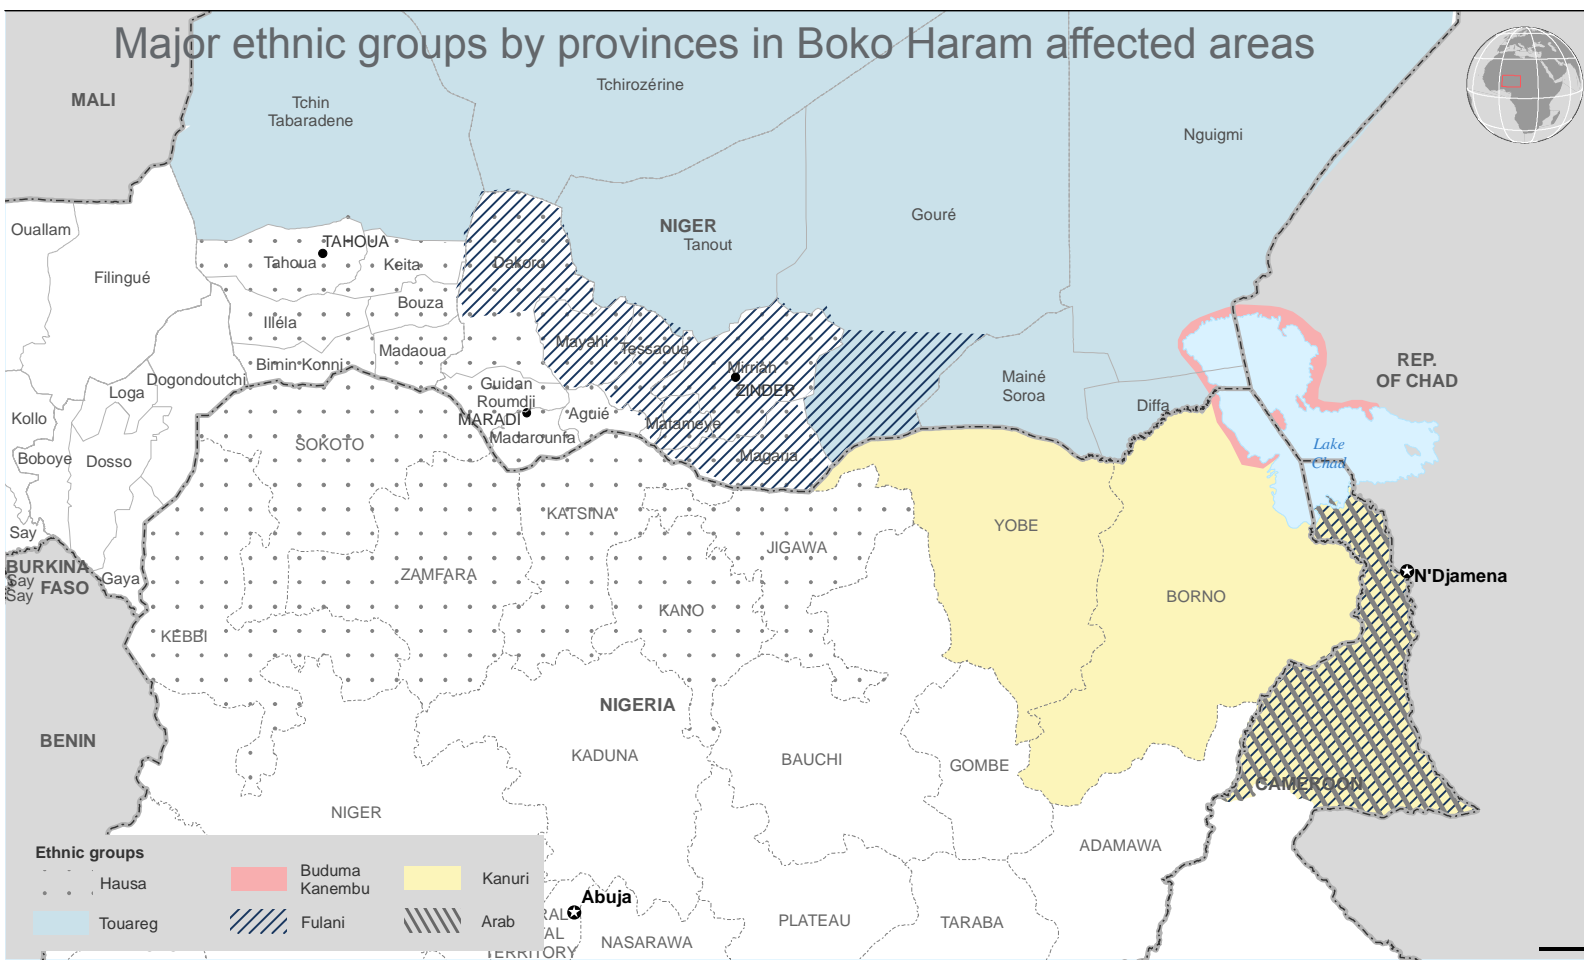 Major ethnic groups by provinces in Boko Haram affected areas
MALI
Tchin
Tabaradene
Tchirozérine
Nguigmi
Ouallam
Filingué
TAHOUA
Tahoua
Keita
Dakoro
NIGER
Tanout
Gouré
Bouza
Illéla
Madaoua
Birnin Konni
Mayahi
Tessaoua
Mirriah
ZINDER
Mainé
Soroa
Diffa
REP.
OF CHAD
Dogondoutchi
Loga
Kollo
Boboye
Dosso
Guidan
Roumdji
MARADI
Madarounfa
Aguié
Matameye
Magaria
Lake
Chad
SOKOTO
KATSINA
JIGAWA
YOBE
BORNO
N'Djamena
Say
BURKINA
FASO
Say
Say
Gaya
ZAMFARA
KANO
KEBBI
NIGERIA
BENIN
KADUNA
BAUCHI
GOMBE
CAMEROON
NIGER
ADAMAWA
Ethnic groups
Hausa
Buduma
Kanembu
Kanuri
Touareg
Fulani
Arab
Abuja
RAL
TAL
TERRITORY
NASARAWA
PLATEAU
TARABA